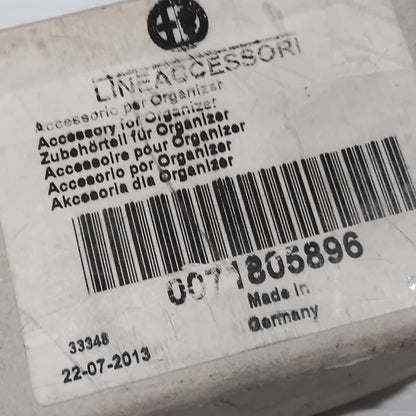 LINEACCESSORI
Accessorio per Organizer
Accessory for Organizer
Zubehörteil für Organizer
Accessoire pour Organizer
Accesorio por Organizer
Akcesoria dla Organizer
0071805896
Made in
Germany
33348
22-07-2013